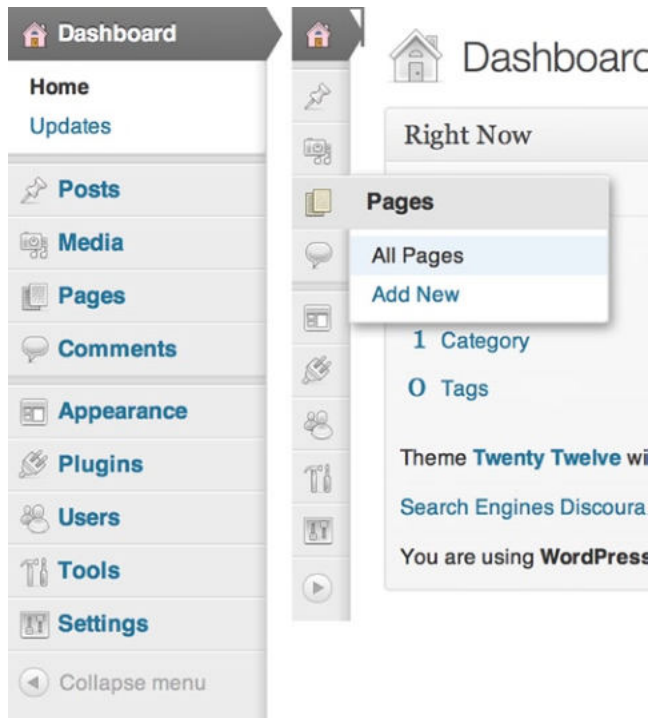 Dashboard
Home
Updates
Posts
Media
Pages
Comments
Appearance
Plugins
Users
Tools
Settings
Collapse menu
Dashboard
Right Now
Pages
All Pages
Add New
1 Category
0 Tags
Theme Twenty Twelve wi
Search Engines Discoura
You are using WordPress